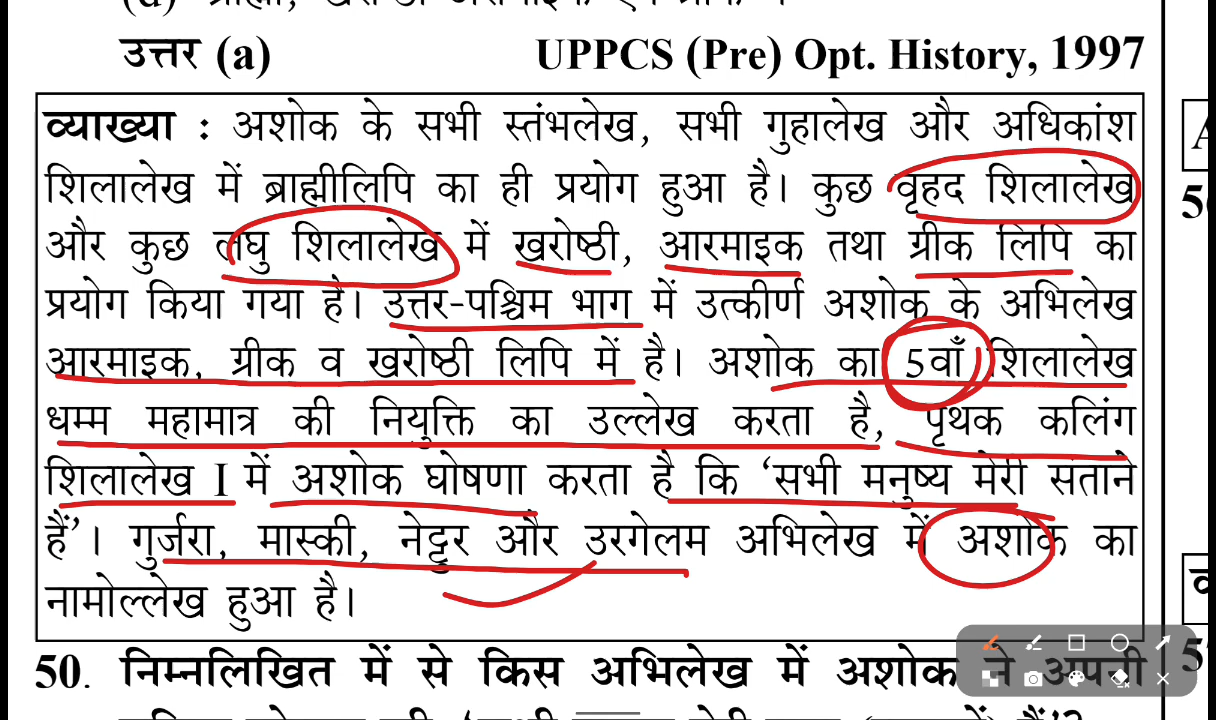 उत्तर (a) UPPCS (Pre) Opt. History, 1997
व्याख्या : अशोक के सभी स्तंभलेख, सभी गुहालेख और अधिकांश
शिलालेख में ब्राह्मीलिपि का ही प्रयोग हुआ है। कुछ वृहद शिलालेख
और कुछ लघु शिलालेख में खरोष्ठी, आरमाइक तथा ग्रीक लिपि का
प्रयोग किया गया है। उत्तर-पश्चिम भाग में उत्कीर्ण अशोक के अभिलेख
आरमाइक, ग्रीक व खरोष्ठी लिपि में है। अशोक का 5वाँ शिलालेख
धम्म महामात्र की नियुक्ति का उल्लेख करता है, पृथक कलिंग
शिलालेख I में अशोक घोषणा करता है कि ‘सभी मनुष्य मेरी संताने
हैं’। गुर्जरा, मास्की, नेट्टूर और उरगेलम अभिलेख में अशोक का
नामोल्लेख हुआ है।
50. निम्नलिखित में से किस अभिलेख में अशोक ने अपनी